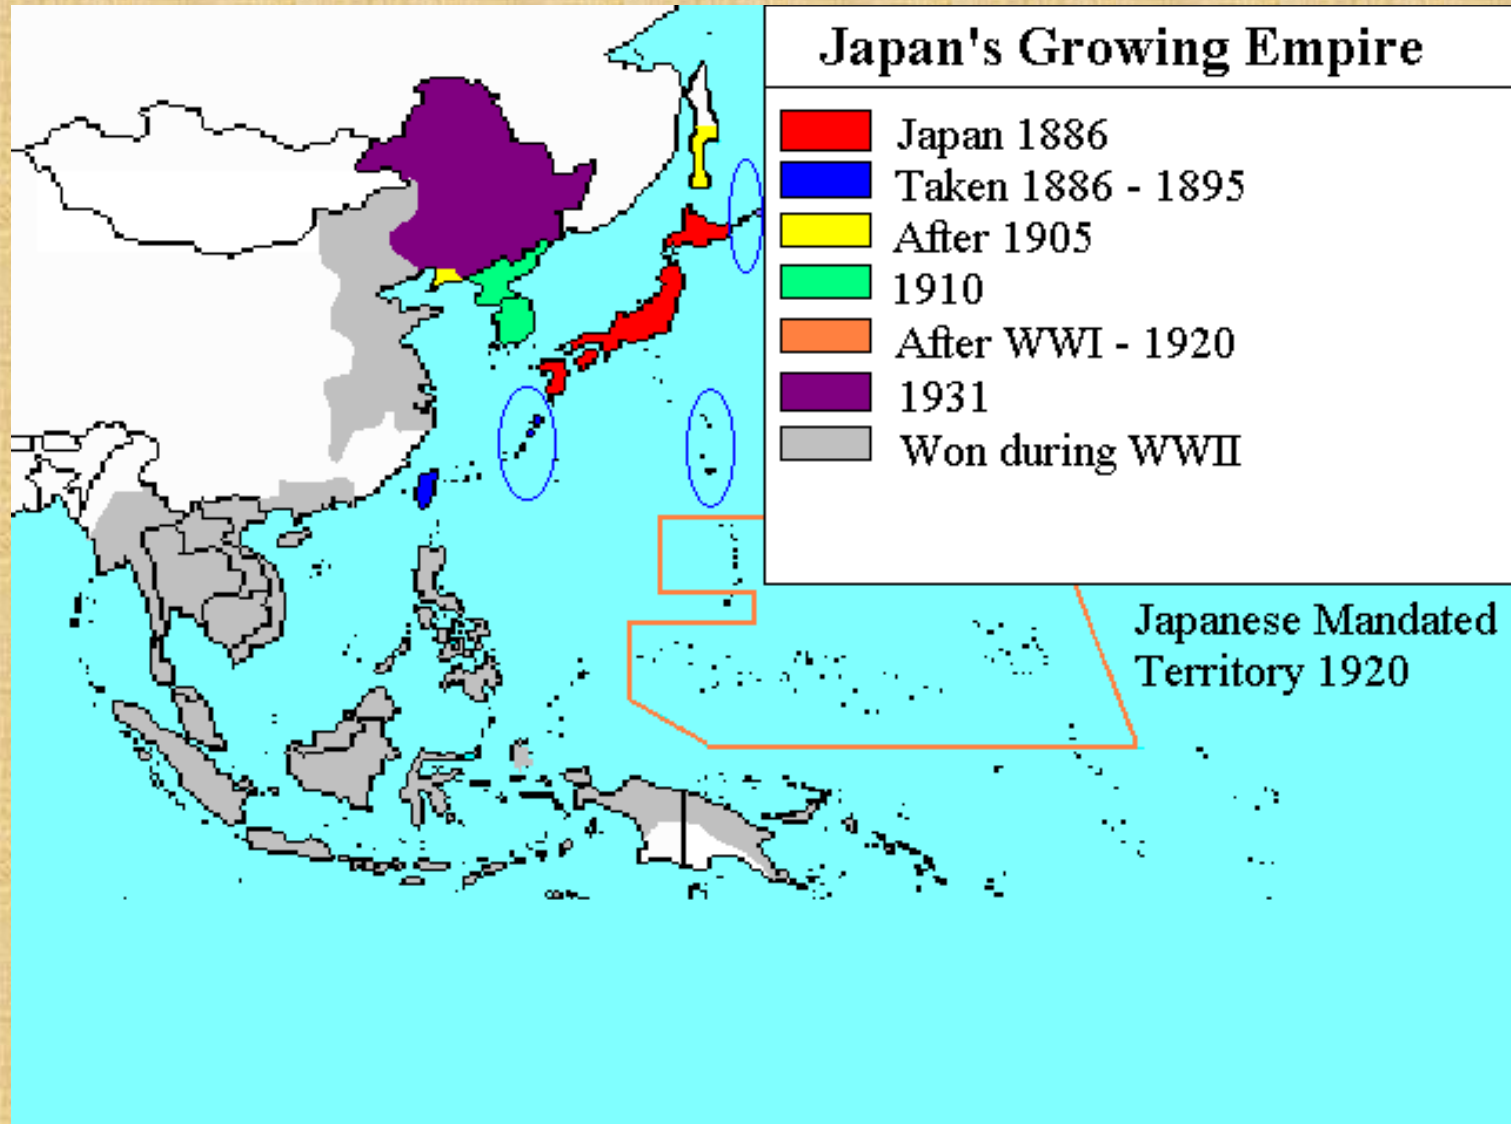 Japan's Growing Empire
Japan 1886
Taken 1886 - 1895
After 1905
1910
After WWI - 1920
1931
Won during WWII
Japanese Mandated
Territory 1920